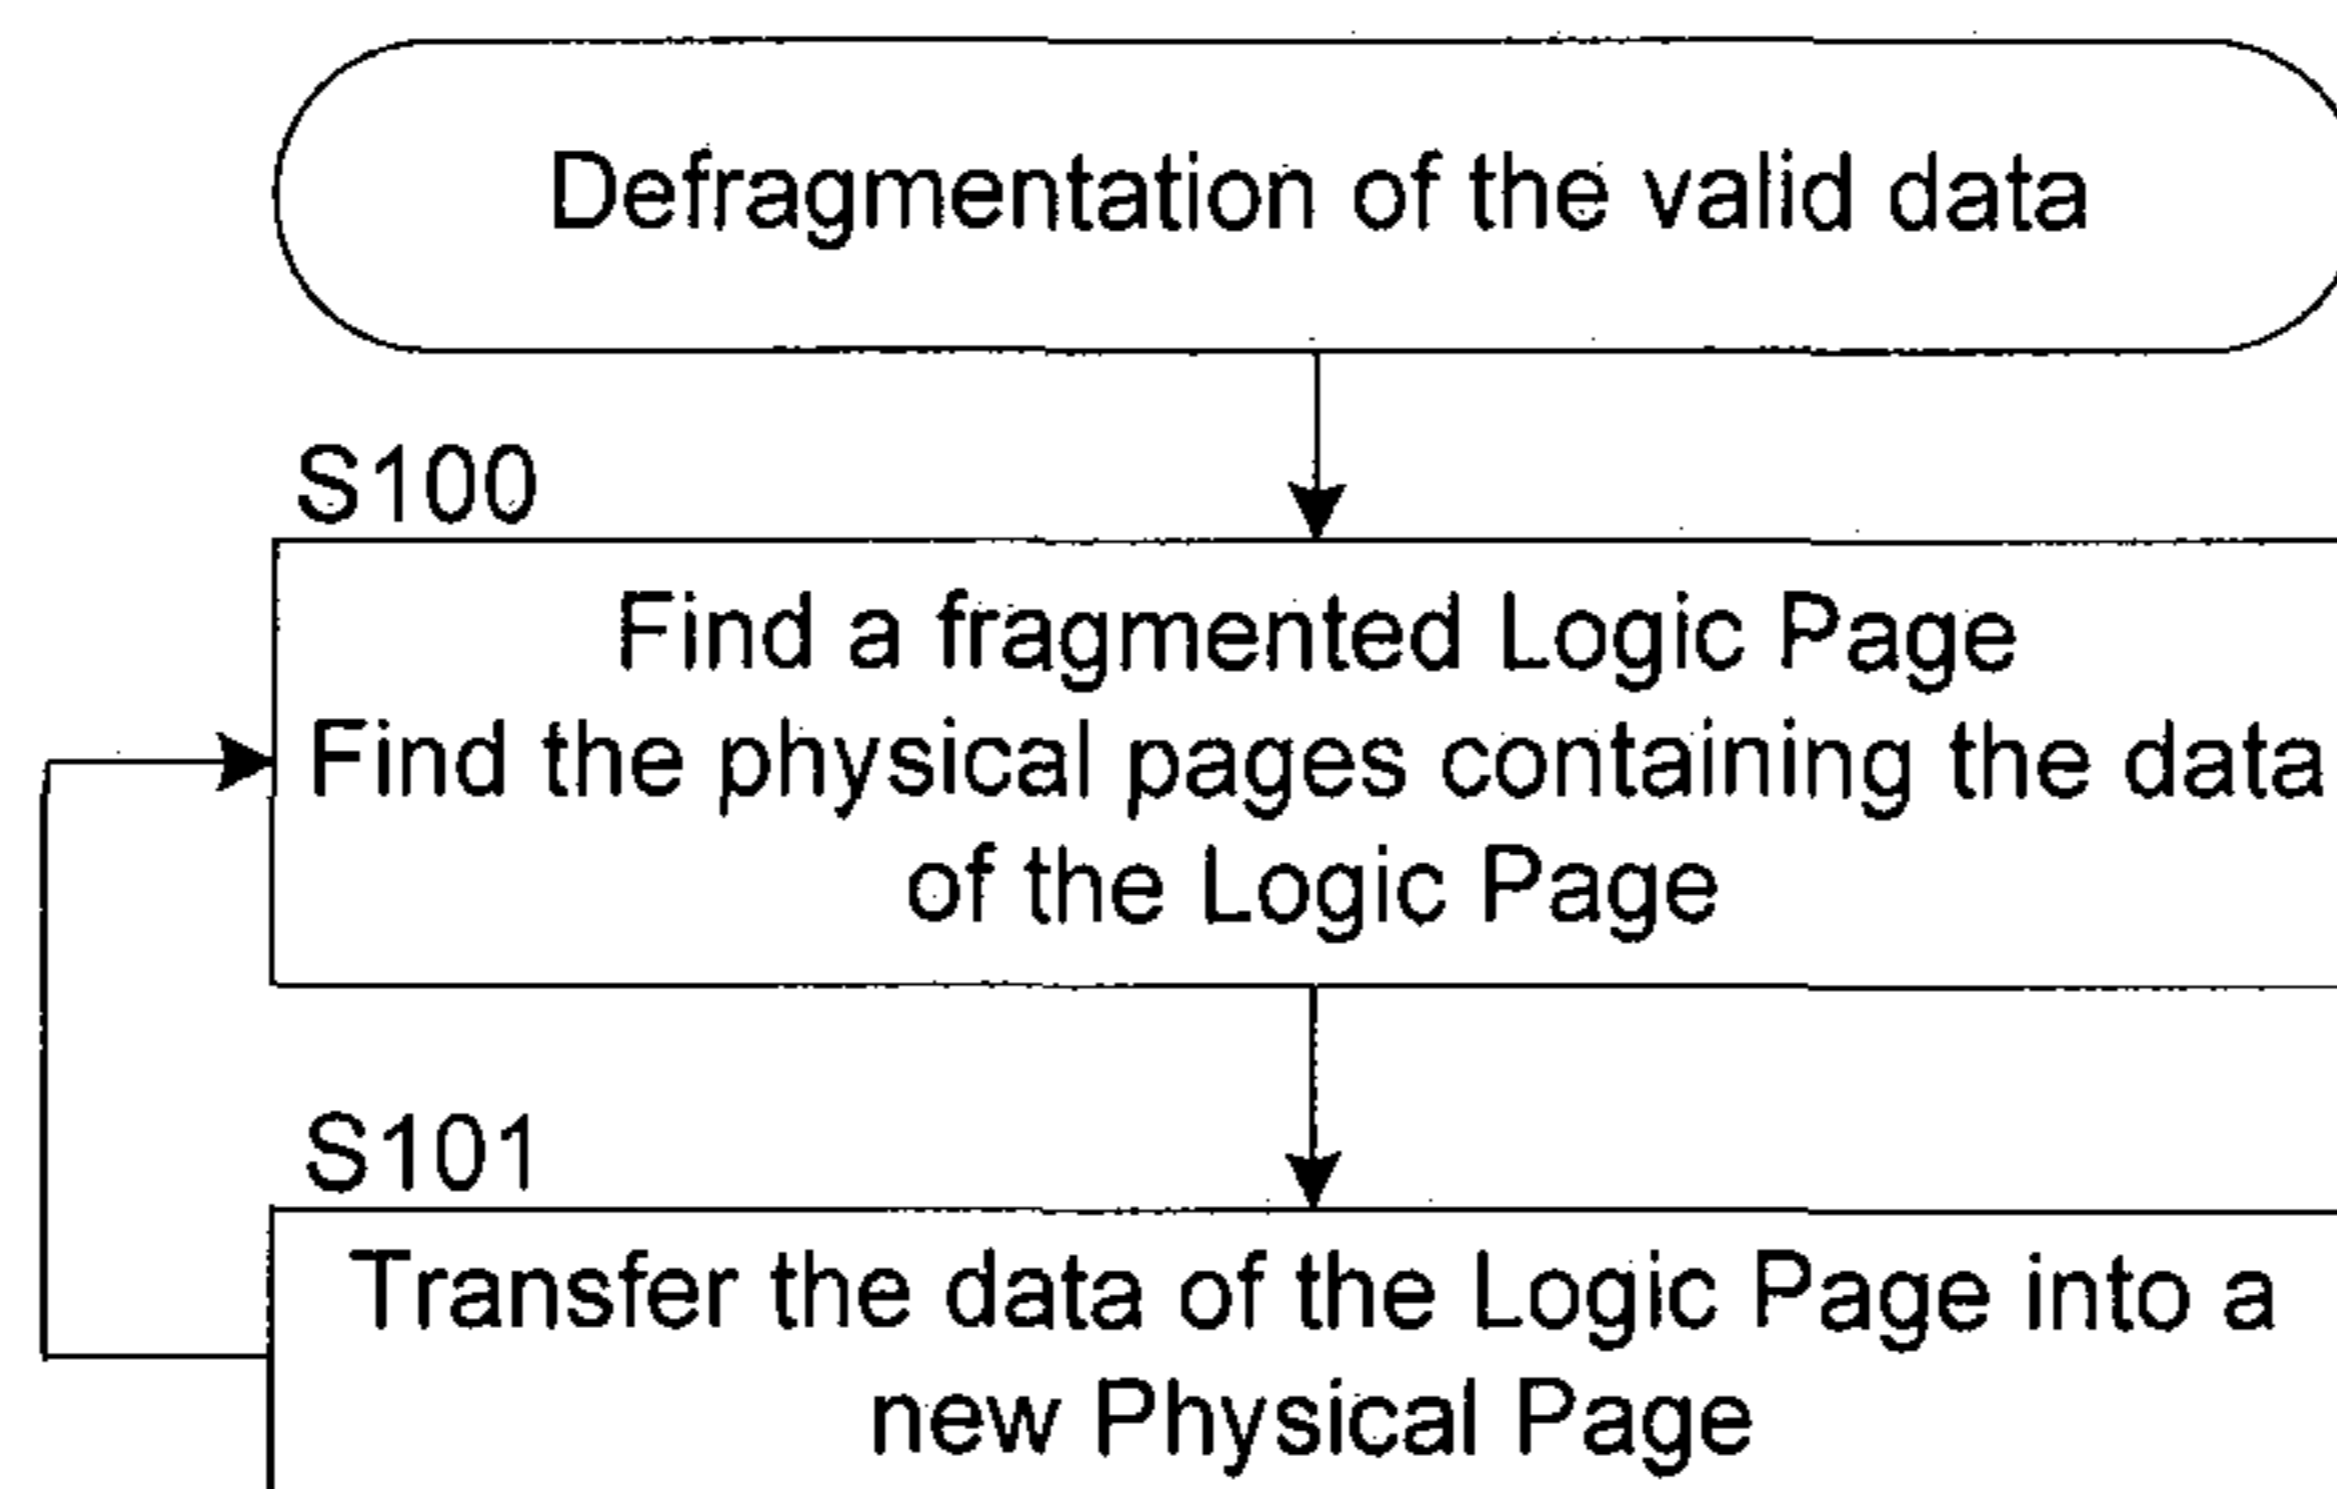 Defragmentation of the valid data
S100
Find a fragmented Logic Page
Find the physical pages containing the data
of the Logic Page
S101
Transfer the data of the Logic Page into a
new Physical Page